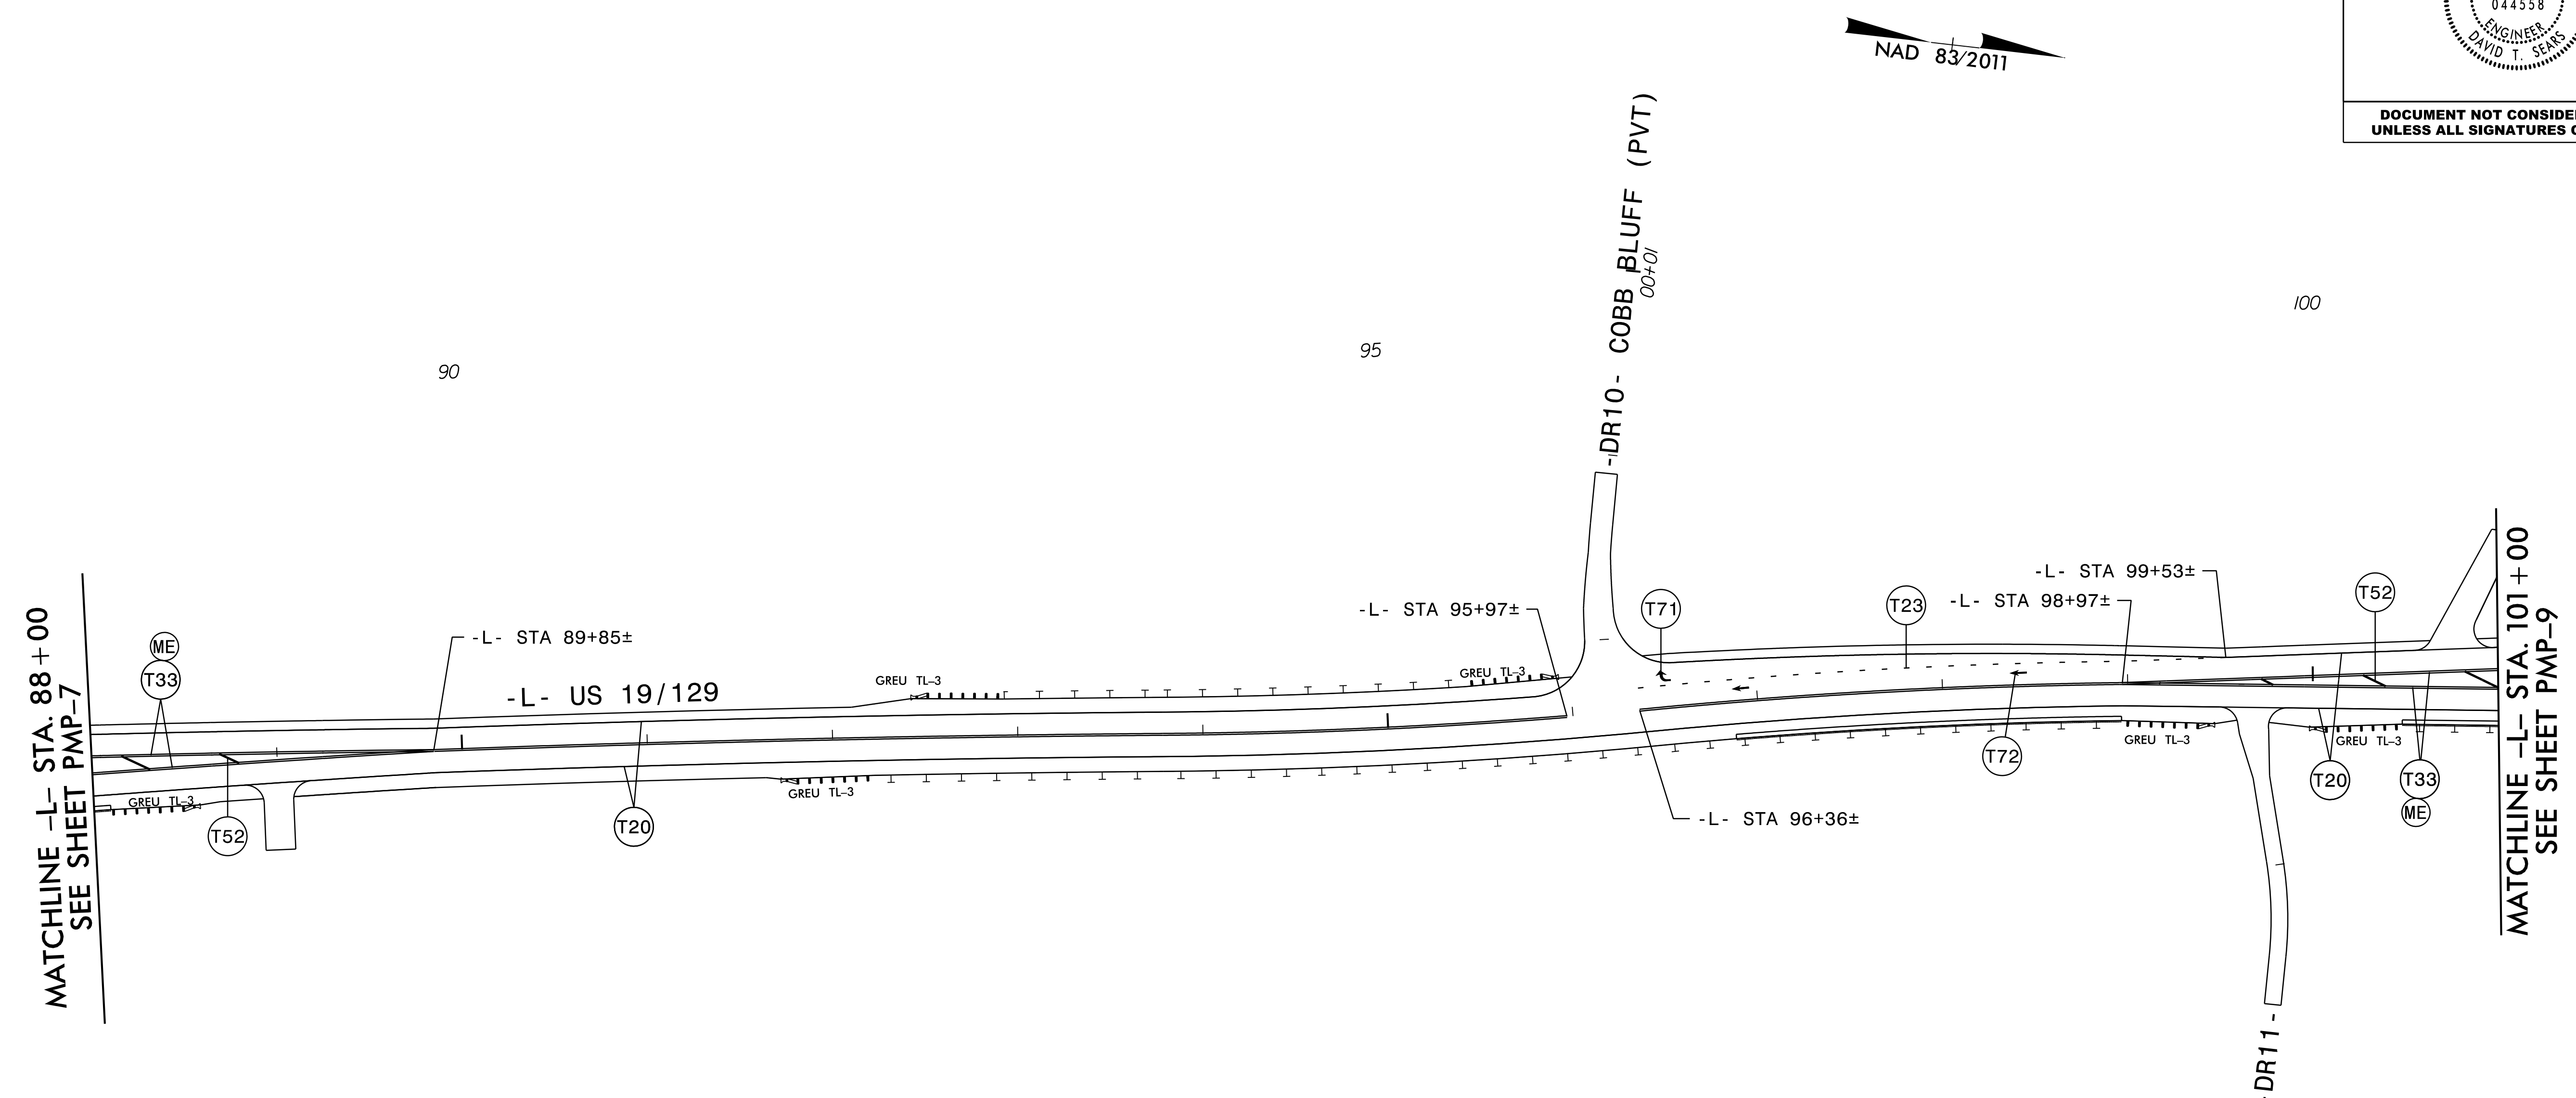 044558
ENGINEER
DAVID T. SEARS
NAD 83/2011
DOCUMENT NOT
UNLESS ALL SIGNATURES
-DR10- COBB BLUFF (PVT)
10+00
100
95
90
MATCHLINE -L- STA. 88+00
SEE SHEET PMP-7
ME
T33
-L- STA 89+85±
-L- US 19/129
GREU TL-3
-L- STA 95+97±
GREU TL-3
T71
T23
-L- STA 99+53±
-L- STA 98+97±
T52
MATCHLINE -L- STA. 101+00
SEE SHEET PMP-9
GREU TL-3
T52
GREU TL-3
T20
-L- STA 96+36±
T72
GREU TL-3
GREU TL-3
T20
T33
ME
-DR11-